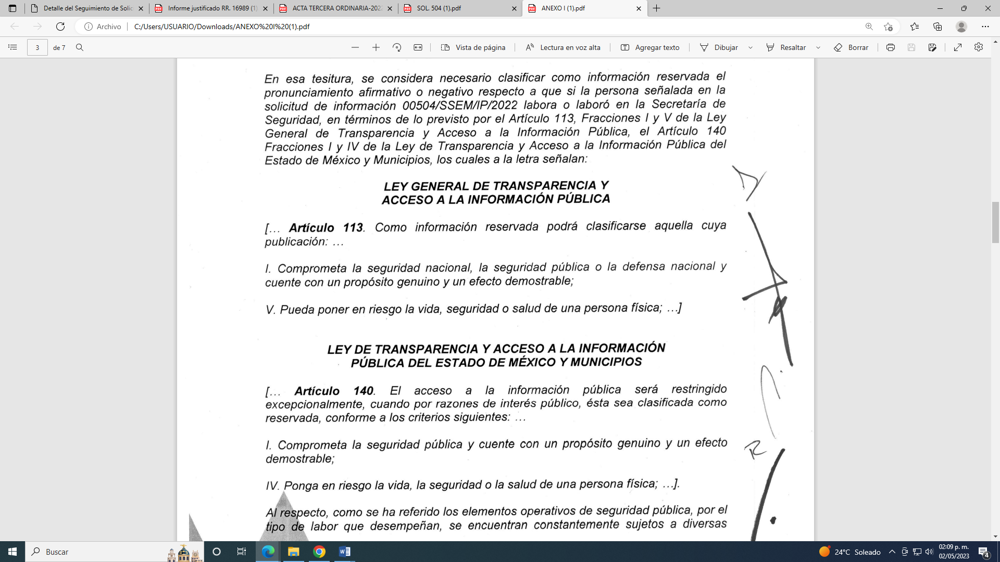 Detalle del Seguimiento de Solic
Informe justificado RR. 16989 (1)
ACTA TERCERA ORDINARIA-202
SOL. 504 (1).pdf
ANEXO I (1).pdf
Archivo
C:/Users/USUARIO/Downloads/ANEXO%20I%20(1).pdf
3 de 7
Vista de página
Lectura en voz alta
Agregar texto
Dibujar
Resaltar
Borrar
En esa tesitura, se considera necesario clasificar como información reservada el
pronunciamiento afirmativo o negativo respecto a que si la persona señalada en la
solicitud de información 00504/SSEM/IP/2022 labora o laboró en la Secretaría de
Seguridad, en términos de lo previsto por el Artículo 113, Fracciones I y V de la Ley
General de Transparencia y Acceso a la Información Pública, el Artículo 140
Fracciones I y IV de la Ley de Transparencia y Acceso a la Información Pública del
Estado de México y Municipios, los cuales a la letra señalan:
LEY GENERAL DE TRANSPARENCIA Y
ACCESO A LA INFORMACIÓN PÚBLICA
[… Artículo 113. Como información reservada podrá clasificarse aquella cuya
publicación: …
I. Comprometa la seguridad nacional, la seguridad pública o la defensa nacional y
cuente con un propósito genuino y un efecto demostrable;
V. Pueda poner en riesgo la vida, seguridad o salud de una persona física; …]
LEY DE TRANSPARENCIA Y ACCESO A LA INFORMACIÓN
PÚBLICA DEL ESTADO DE MÉXICO Y MUNICIPIOS
[… Artículo 140. El acceso a la información pública será restringido
excepcionalmente, cuando por razones de interés público, ésta sea clasificada como
reservada, conforme a los criterios siguientes: …
I. Comprometa la seguridad pública y cuente con un propósito genuino y un efecto
demostrable;
IV. Ponga en riesgo la vida, la seguridad o la salud de una persona física; …].
Al respecto, como se ha referido los elementos operativos de seguridad pública, por el
tipo de labor que desempeñan, se encuentran constantemente sujetos a diversas
Buscar
24°C Soleado
02:09 p. m.
02/05/2023
4